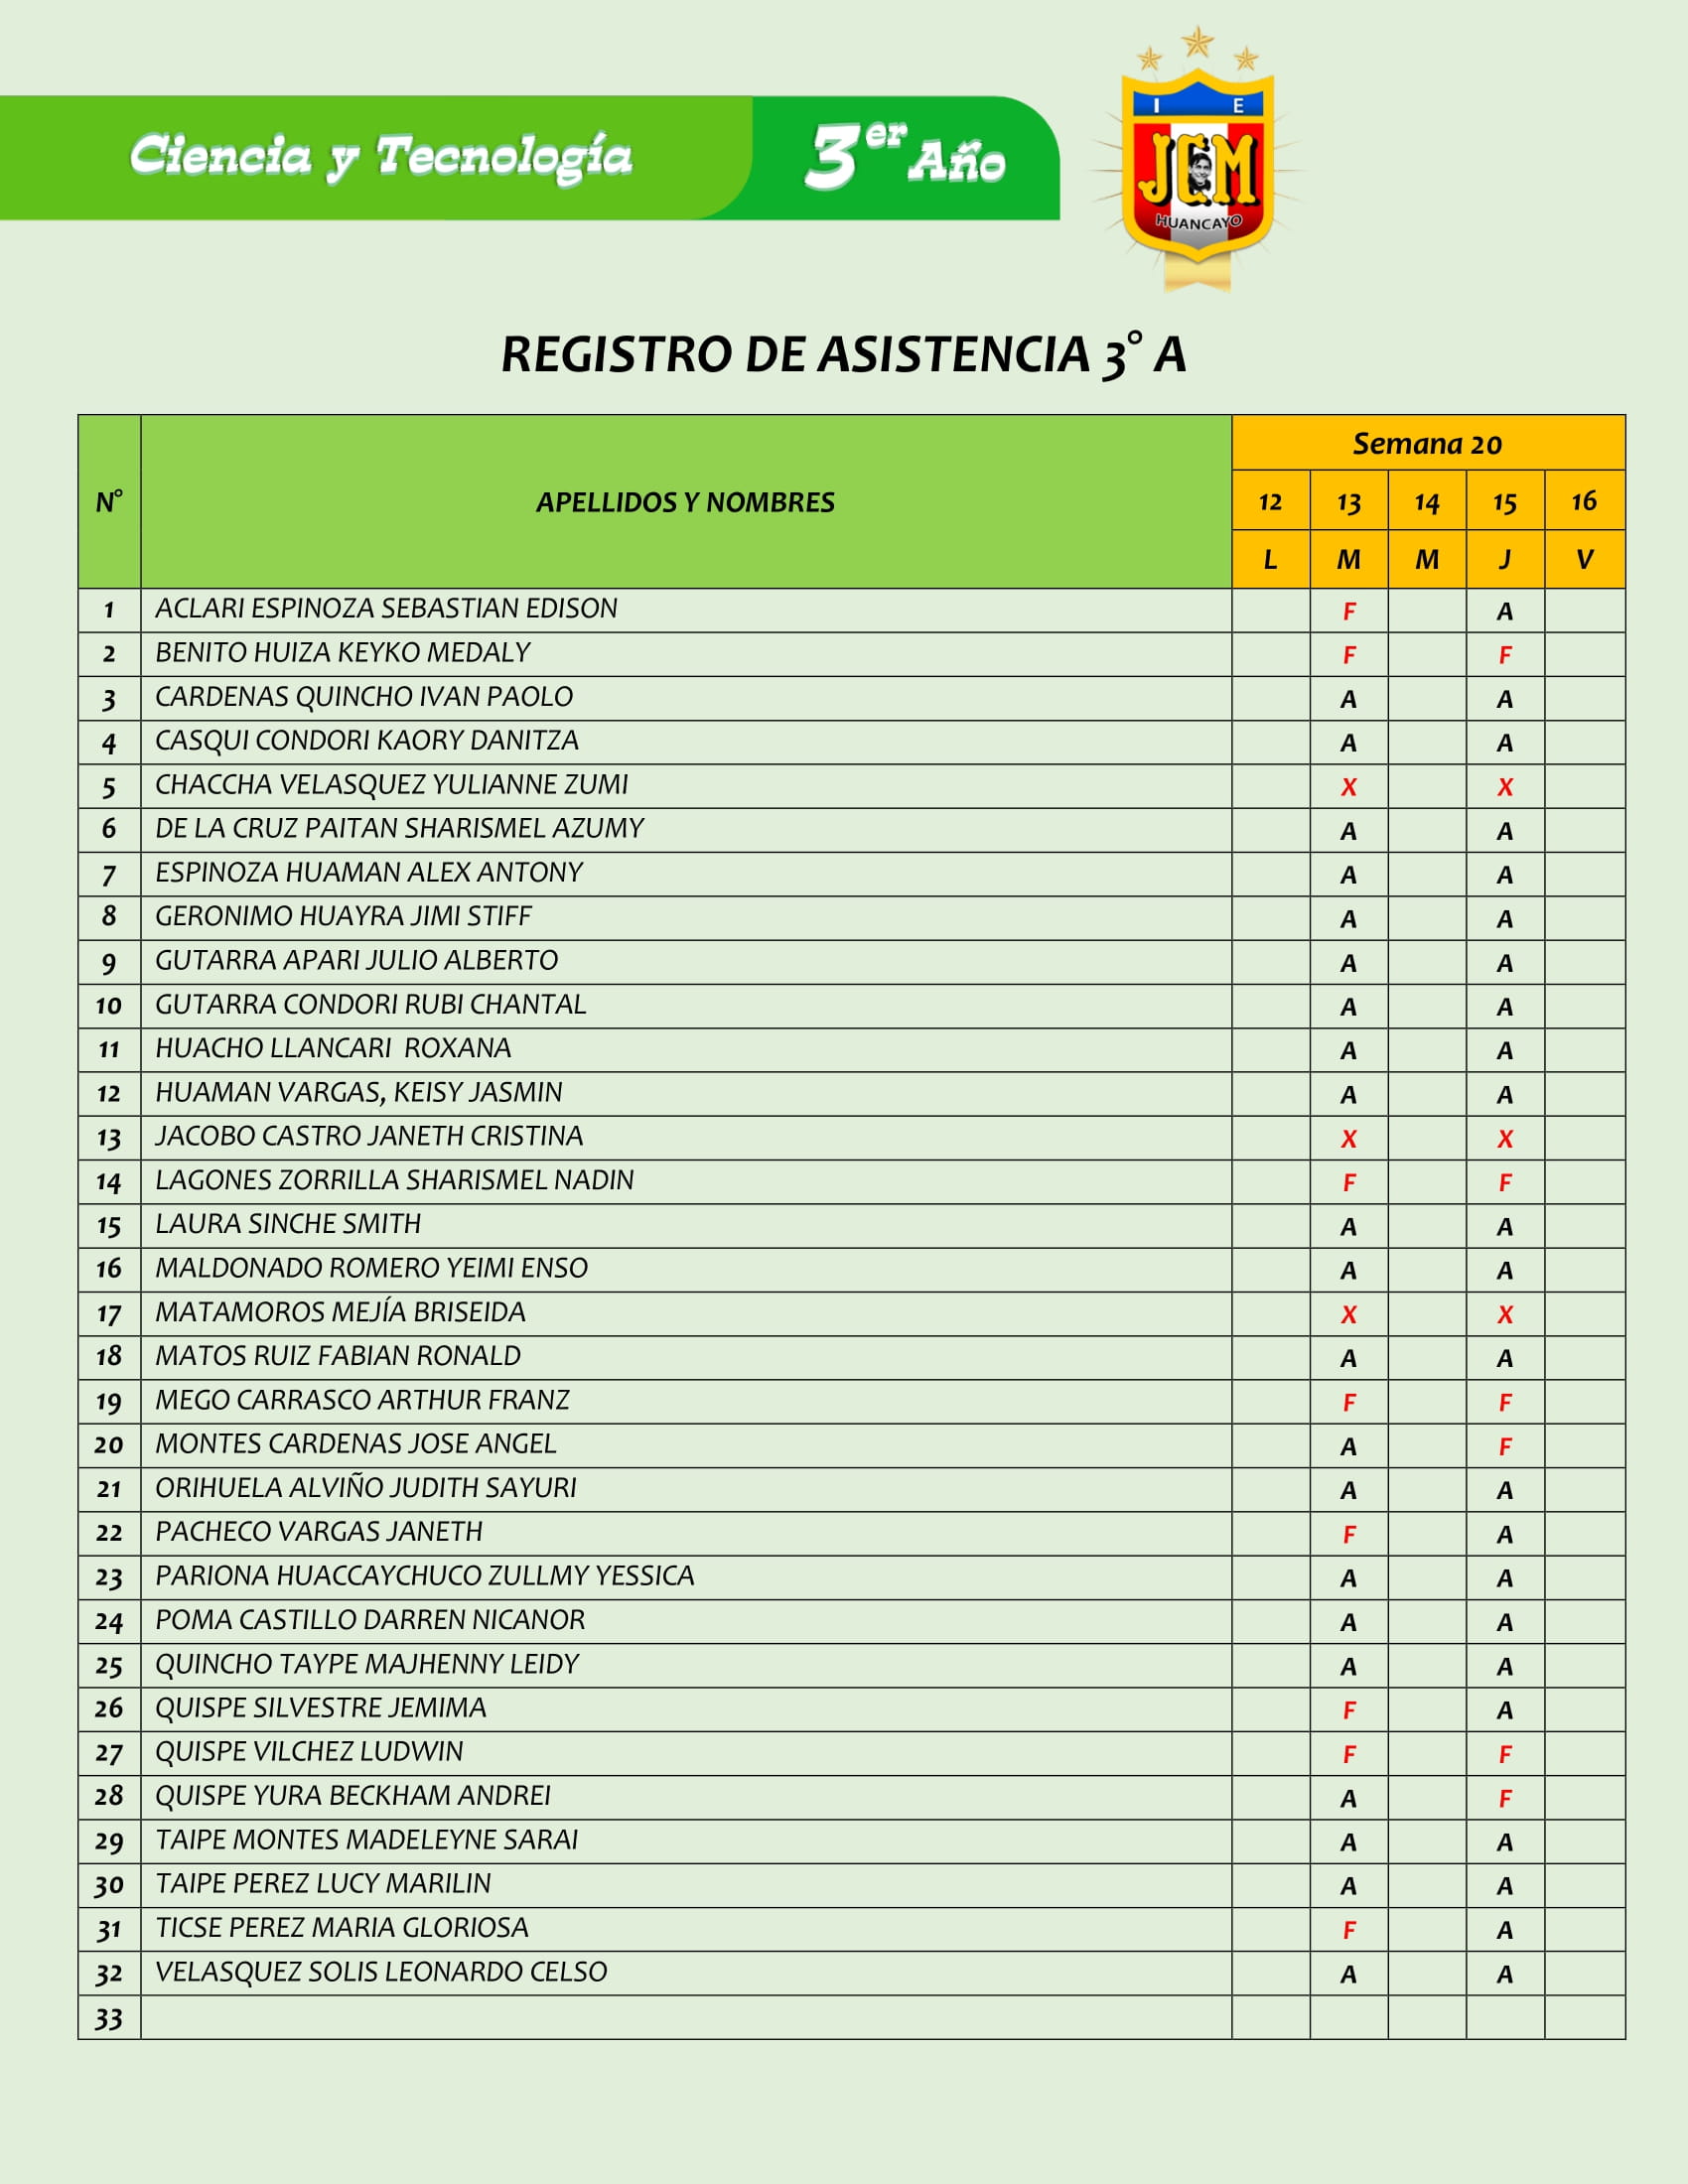 Ciencia y Tecnología
3er Año
I E
JCM
HUANCAYO
REGISTRO DE ASISTENCIA 3° A
N° APELLIDOS Y NOMBRES Semana 20
12 13 14 15 16
L M M J V
1 ACLARI ESPINOZA SEBASTIAN EDISON F A
2 BENITO HUIZA KEYKO MEDALY F F
3 CARDENAS QUINCHO IVAN PAOLO A A
4 CASQUI CONDORI KAORY DANITZA A A
5 CHACCHA VELASQUEZ YULIANNE ZUMI X X
6 DE LA CRUZ PAITAN SHARISMEL AZUMY A A
7 ESPINOZA HUAMAN ALEX ANTONY A A
8 GERONIMO HUAYRA JIMI STIFF A A
9 GUTARRA APARI JULIO ALBERTO A A
10 GUTARRA CONDORI RUBI CHANTAL A A
11 HUACHO LLANCARI ROXANA A A
12 HUAMAN VARGAS, KEISY JASMIN A A
13 JACOBO CASTRO JANETH CRISTINA X X
14 LAGONES ZORRILLA SHARISMEL NADIN F F
15 LAURA SINCHE SMITH A A
16 MALDONADO ROMERO YEIMI ENSO A A
17 MATAMOROS MEJÍA BRISEIDA X X
18 MATOS RUIZ FABIAN RONALD A A
19 MEGO CARRASCO ARTHUR FRANZ F F
20 MONTES CARDENAS JOSE ANGEL A F
21 ORIHUELA ALVIÑO JUDITH SAYURI A A
22 PACHECO VARGAS JANETH F A
23 PARIONA HUACCAYCHUCO ZULLMY YESSICA A A
24 POMA CASTILLO DARREN NICANOR A A
25 QUINCHO TAYPE MAJHENNY LEIDY A A
26 QUISPE SILVESTRE JEMIMA F A
27 QUISPE VILCHEZ LUDWIN F F
28 QUISPE YURA BECKHAM ANDREI A F
29 TAIPE MONTES MADELEYNE SARAI A A
30 TAIPE PEREZ LUCY MARILIN A A
31 TICSE PEREZ MARIA GLORIOSA F A
32 VELASQUEZ SOLIS LEONARDO CELSO A A
33